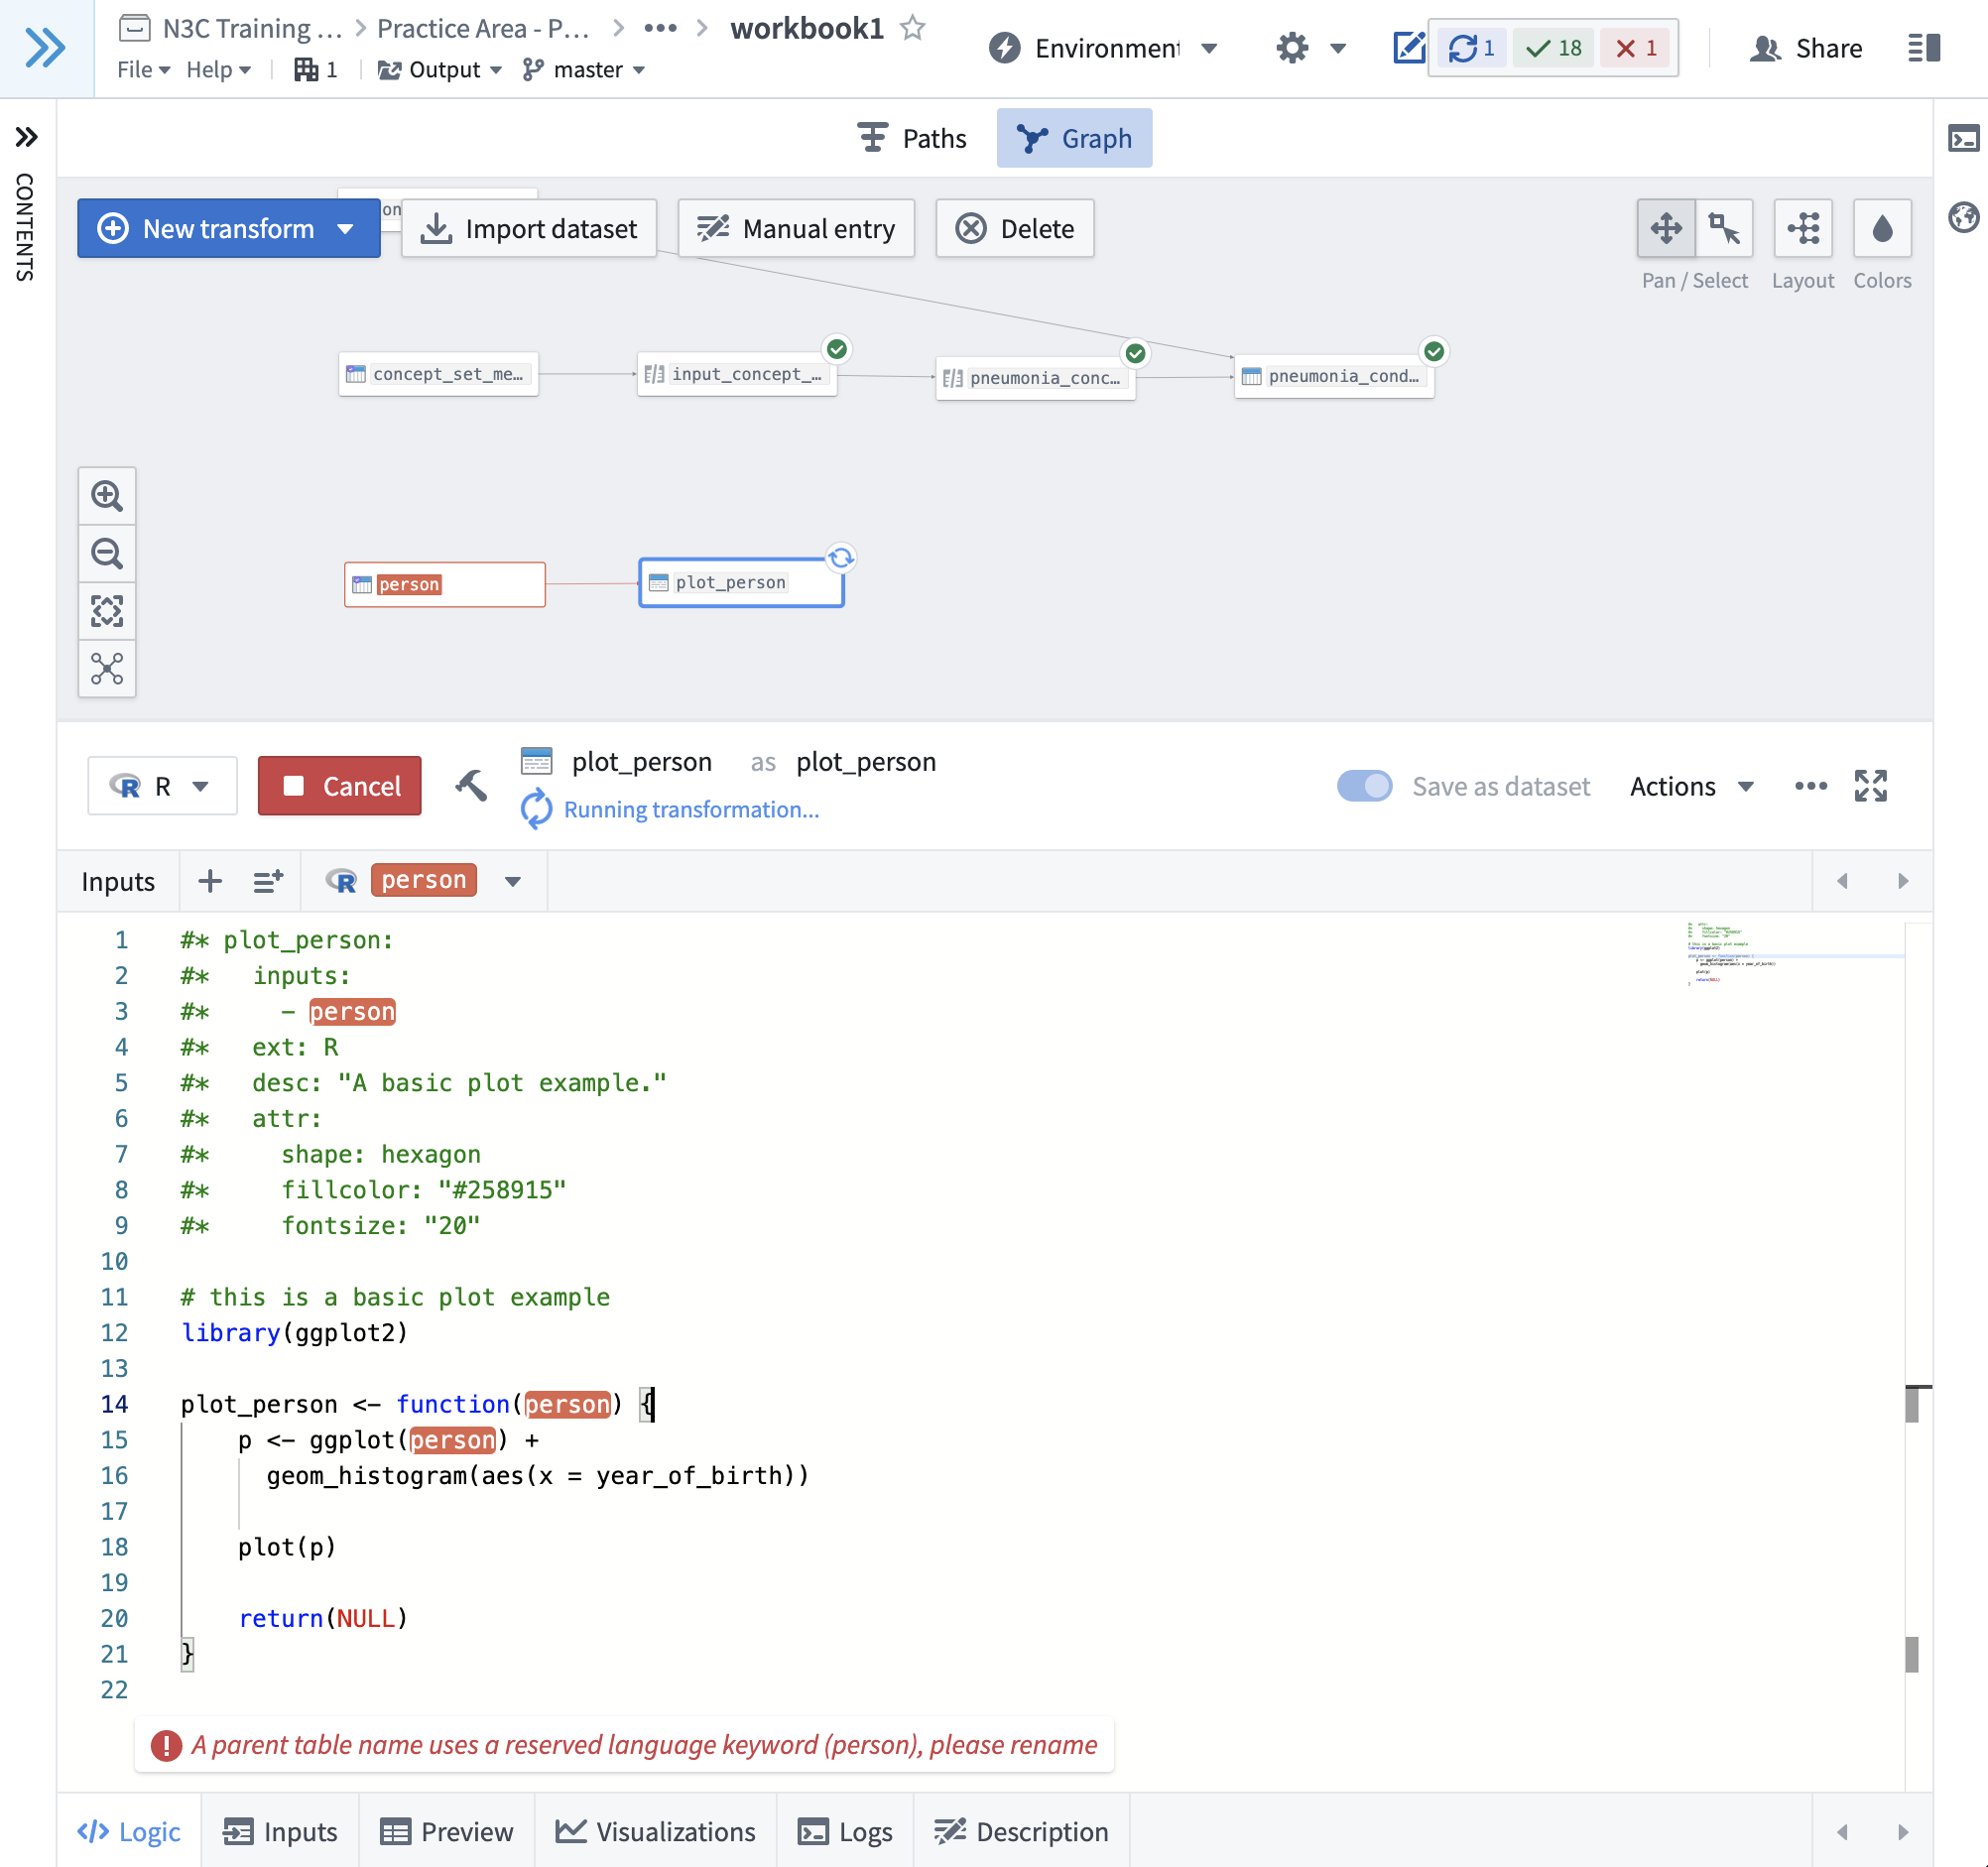 N3C Training ... > Practice Area - P... > ••• > workbook1
File Help 1 Output master
Environment
1 18 1
Share
CONTENTS
Paths Graph
on
New transform Import dataset Manual entry Delete
Pan / Select Layout Colors
concept_set_me... input_concept_... pneumonia_conc... pneumonia_cond...
person plot_person
R Cancel
plot_person as plot_person
Running transformation...
Save as dataset Actions
Inputs R person
1 #* plot_person:
2 #*   inputs:
3 #*     - person
4 #*   ext: R
5 #*   desc: "A basic plot example."
6 #*   attr:
7 #*     shape: hexagon
8 #*     fillcolor: "#258915"
9 #*     fontsize: "20"
10
11 # this is a basic plot example
12 library(ggplot2)
13
14 plot_person <- function(person) {
15     p <- ggplot(person) +
16       geom_histogram(aes(x = year_of_birth))
17
18     plot(p)
19
20     return(NULL)
21 }
22
A parent table name uses a reserved language keyword (person), please rename
Logic Inputs Preview Visualizations Logs Description